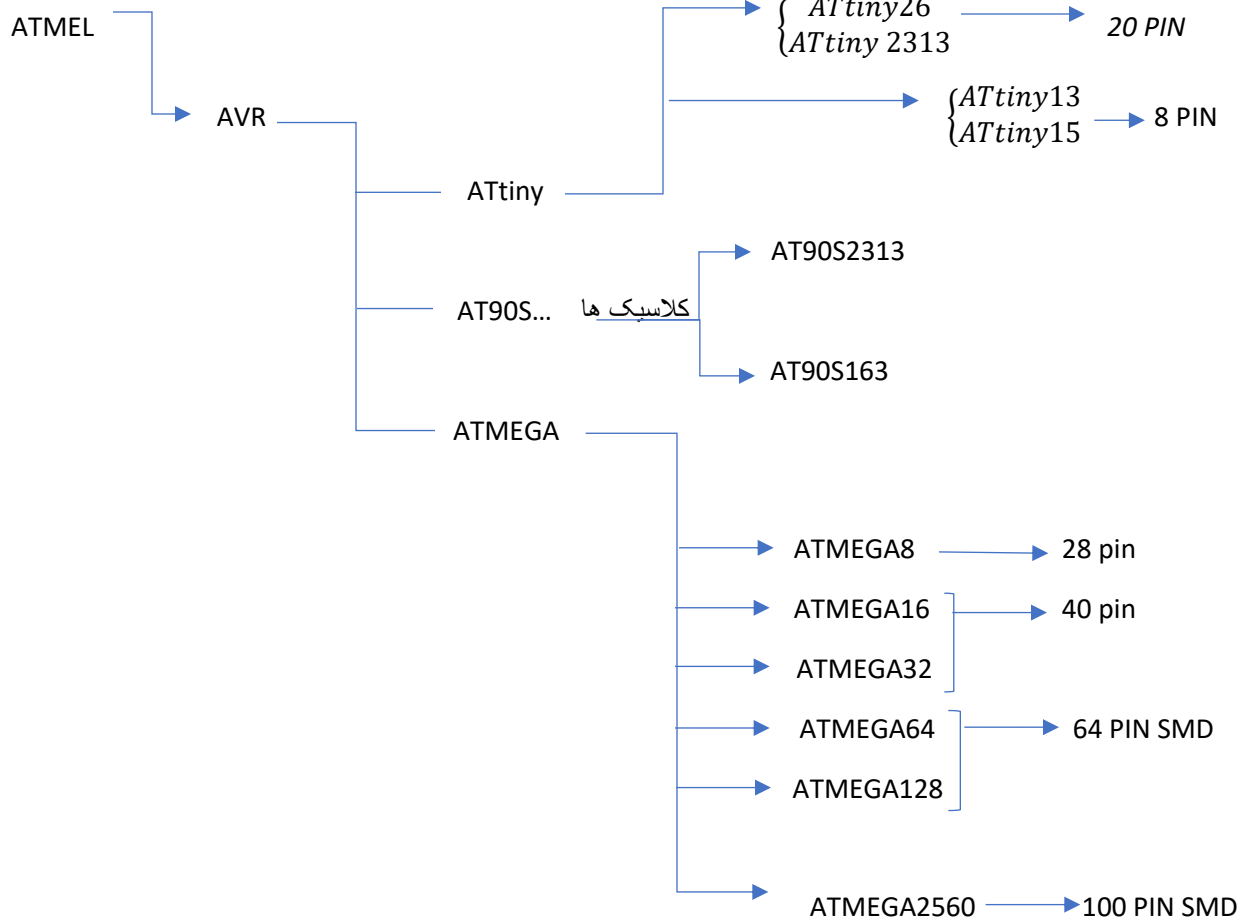 ATMEL
ATtiny26
ATtiny 2313
20 PIN
AVR
ATtiny13
ATtiny15
8 PIN
ATtiny
AT90S2313
AT90S... کلاسیک ها
AT90S163
ATMEGA
ATMEGA8
28 pin
ATMEGA16
40 pin
ATMEGA32
ATMEGA64
64 PIN SMD
ATMEGA128
ATMEGA2560
100 PIN SMD